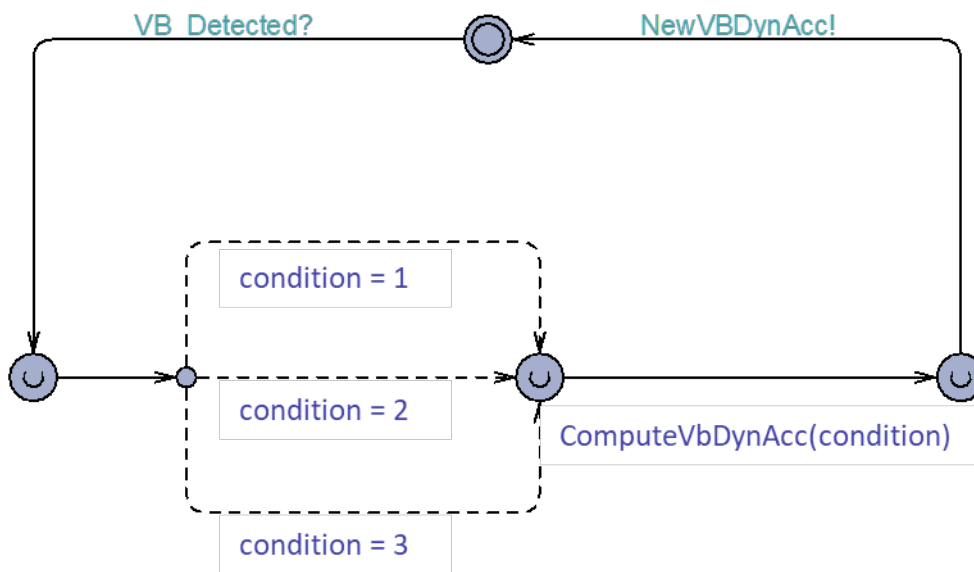 VB_Detected?
NewVBDynAcc!
condition = 1
condition = 2
ComputeVbDynAcc(condition)
condition = 3